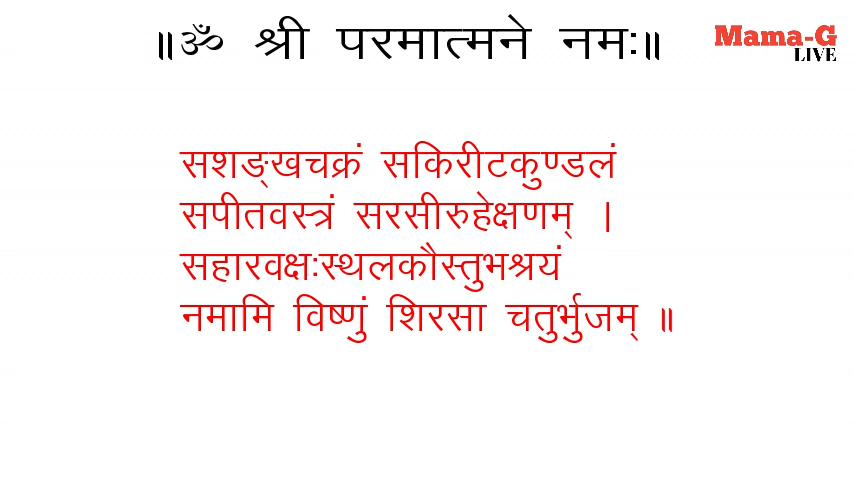 ॥ॐ श्री परमात्मने नमः॥
Mama-G
LIVE
सशङ्खचक्रं सकिरीटकुण्डलं
सपीतवस्त्रं सरसीरुहेक्षणम् ।
सहारवक्षःस्थलकौस्तुभश्रयं
नमामि विष्णुं शिरसा चतुर्भुजम् ॥